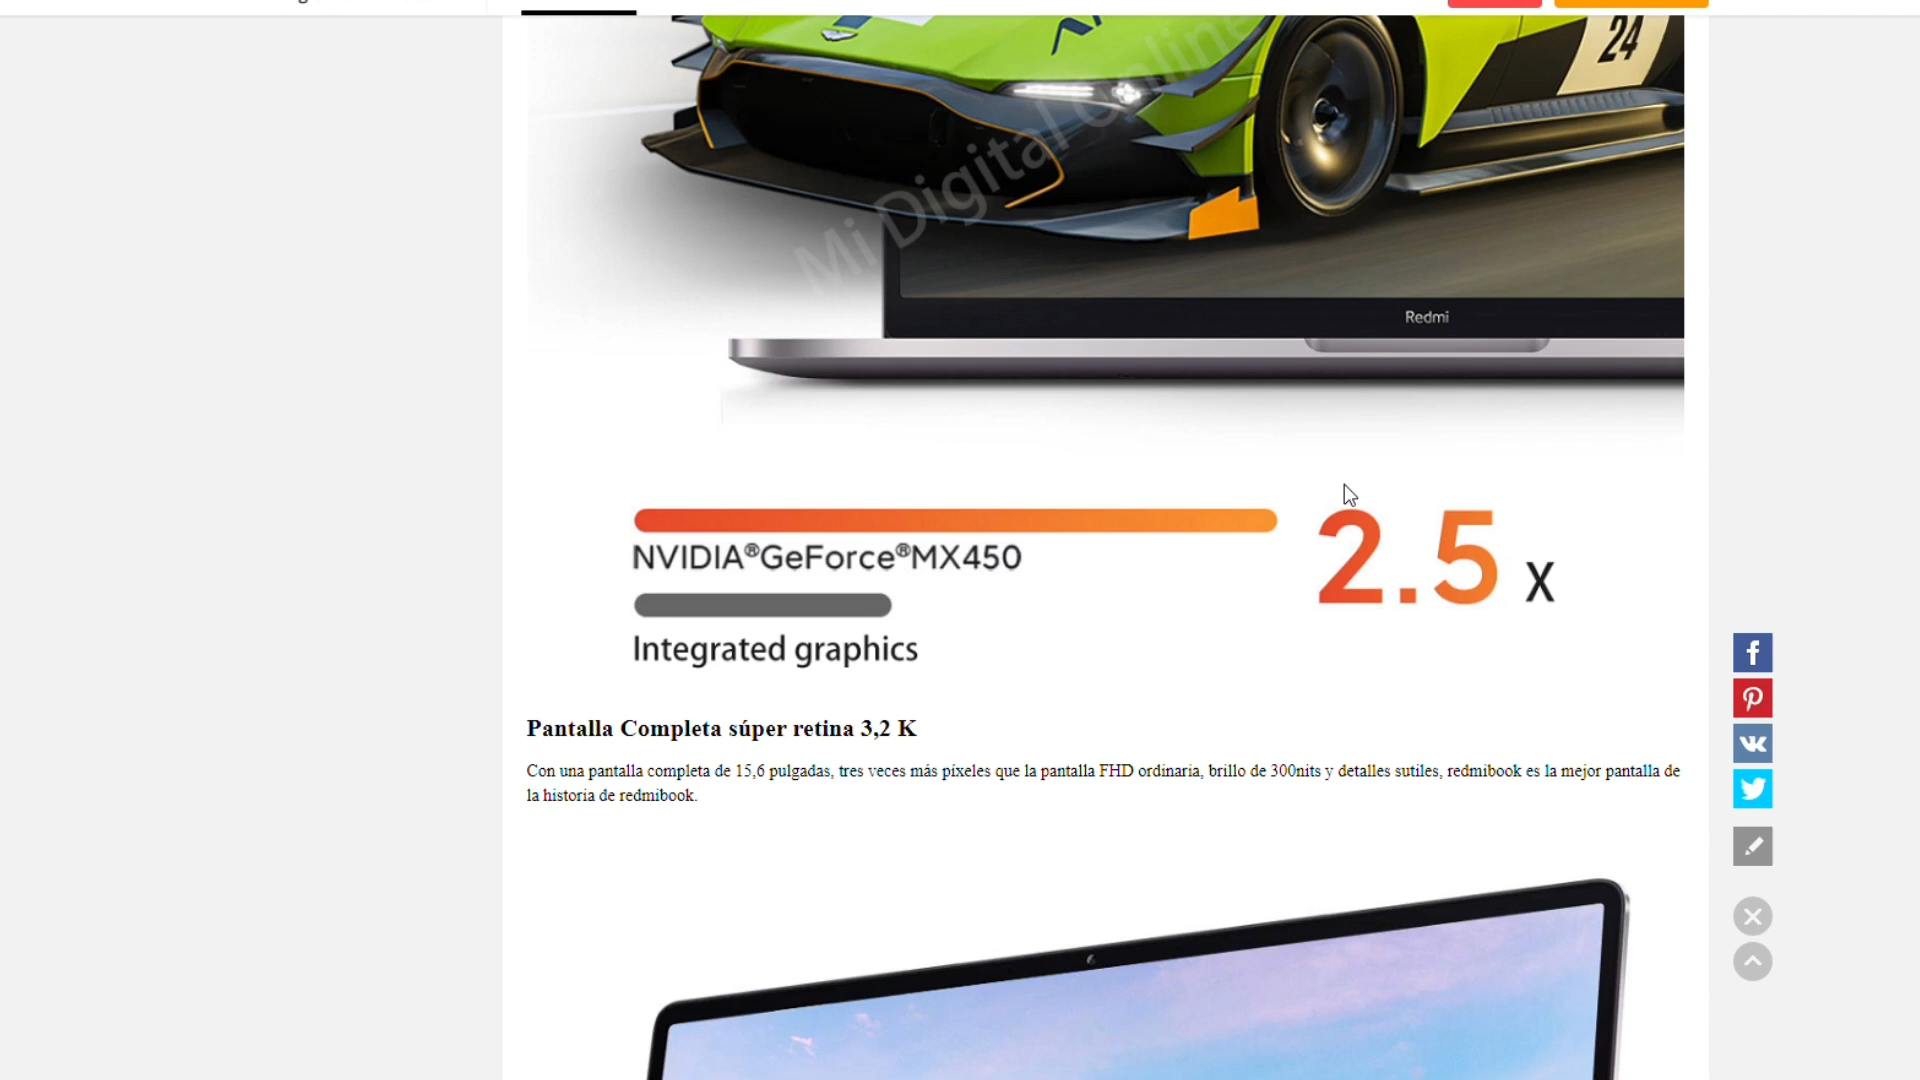 24
Mi Digital Online
Redmi
NVIDIA®GeForce®MX450
2.5 X
Integrated graphics
Pantalla Completa súper retina 3,2 K
Con una pantalla completa de 15,6 pulgadas, tres veces más píxeles que la pantalla FHD ordinaria, brillo de 300nits y detalles sutiles, redmibook es la mejor pantalla de
la historia de redmibook.